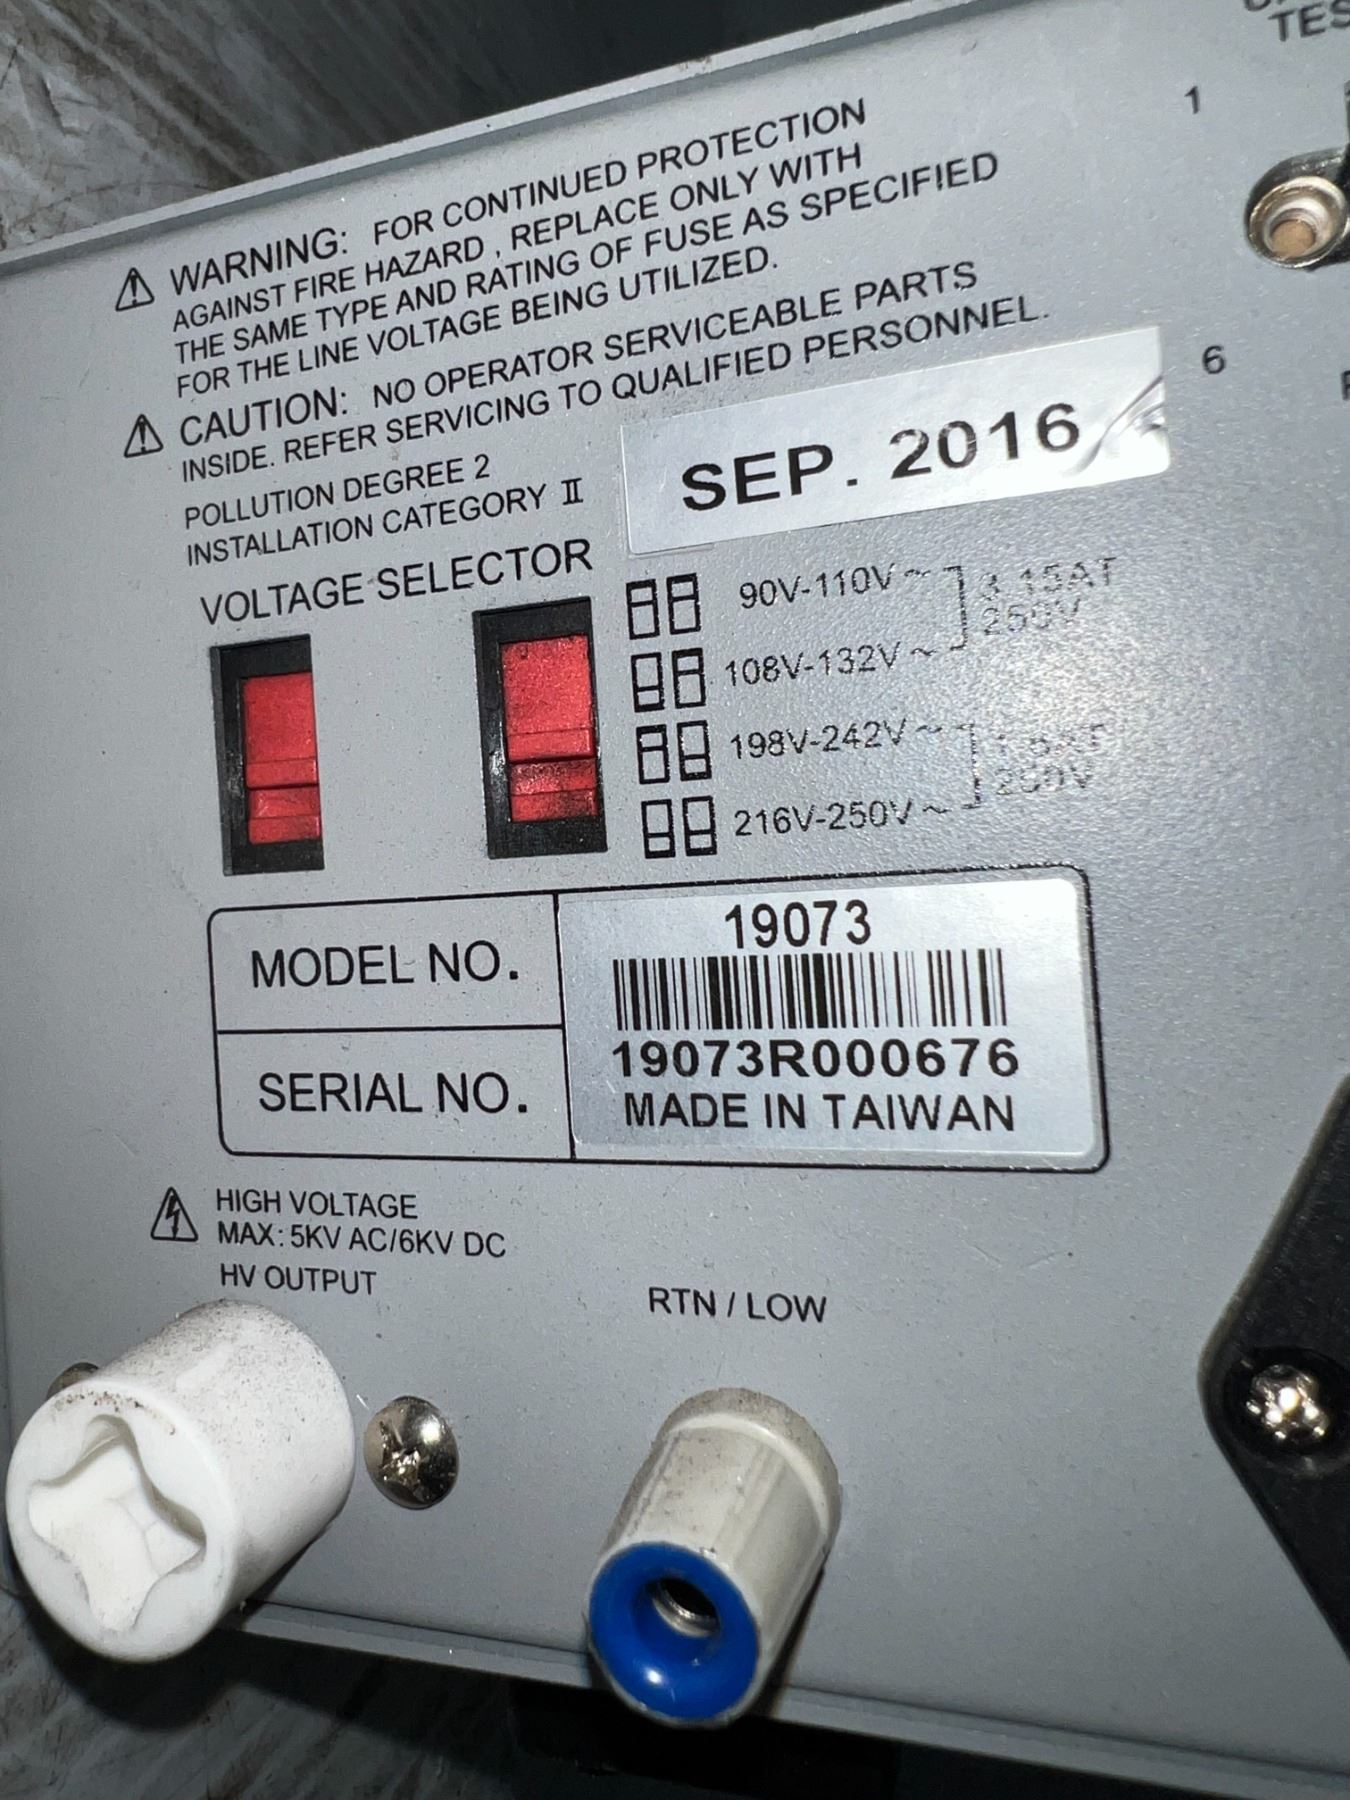 TES
1
WARNING: FOR CONTINUED PROTECTION
AGAINST FIRE HAZARD , REPLACE ONLY WITH
THE SAME TYPE AND RATING OF FUSE AS SPECIFIED
FOR THE LINE VOLTAGE BEING UTILIZED.
CAUTION: NO OPERATOR SERVICEABLE PARTS
INSIDE. REFER SERVICING TO QUALIFIED PERSONNEL.
6
POLLUTION DEGREE 2
INSTALLATION CATEGORY II
SEP. 2016
VOLTAGE SELECTOR
90V-110V~
3.15AT
250V
108V-132V~
198V-242V~
250V
216V-250V~
MODEL NO.
19073
SERIAL NO.
19073R000676
MADE IN TAIWAN
HIGH VOLTAGE
MAX: 5KV AC/6KV DC
HV OUTPUT
RTN / LOW